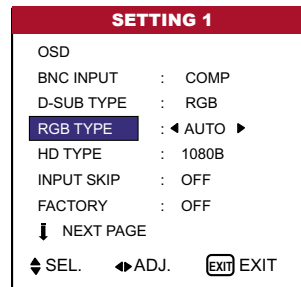 SETTING 1
OSD
BNC INPUT : COMP
D-SUB TYPE : RGB
RGB TYPE : AUTO
HD TYPE : 1080B
INPUT SKIP : OFF
FACTORY : OFF
NEXT PAGE
SEL. ADJ. EXIT EXIT